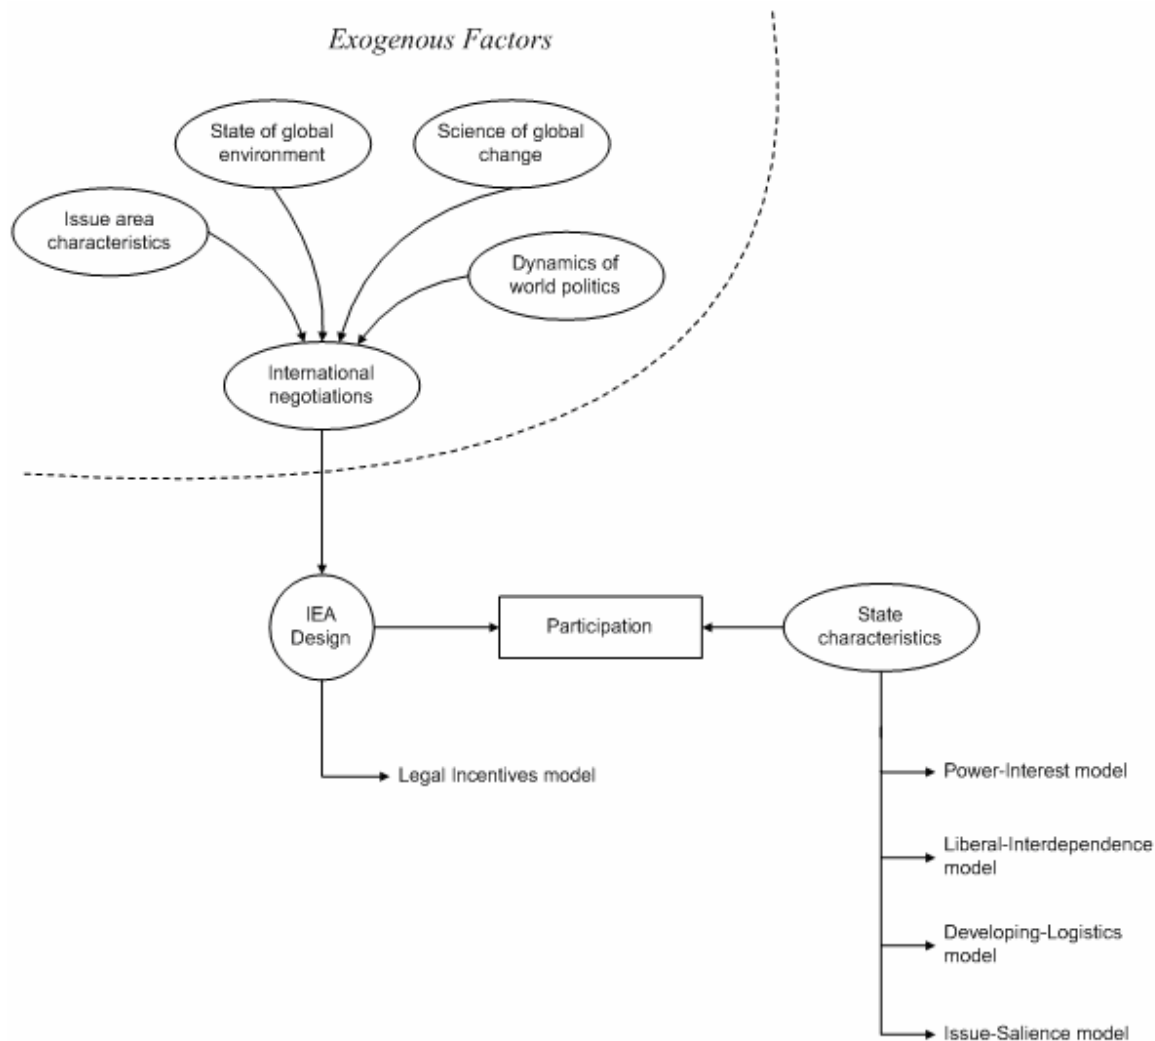 Exogenous Factors
State of global
environment
Science of global
change
Issue area
characteristics
Dynamics of
world politics
International
negotiations
IEA
Design
Participation
State
characteristics
Legal Incentives model
Power-Interest model
Liberal-Interdependence
model
Developing-Logistics
model
Issue-Salience model